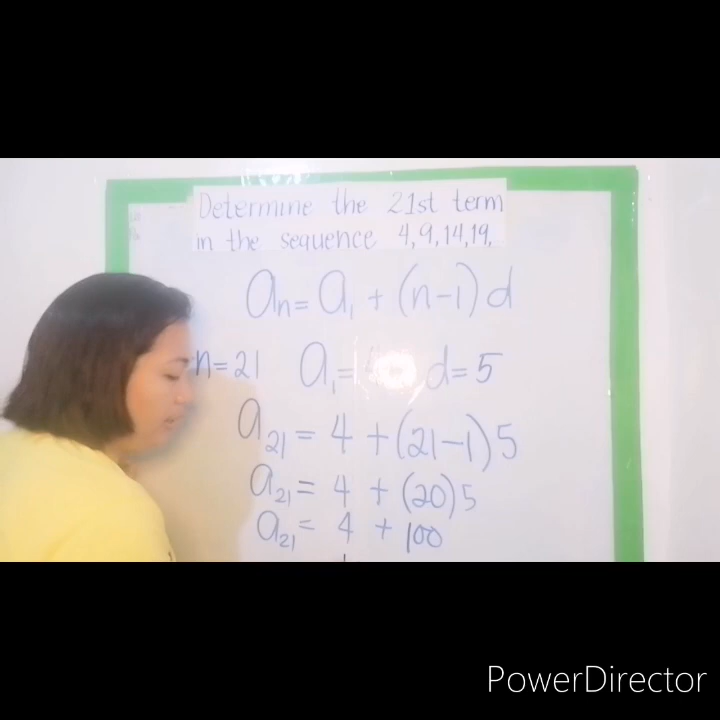 Determine the 21st term
in the sequence 4,9,14,19,
an = a1 + (n-1)d
n=21 a1= d=5
a21 = 4 + (21-1)5
a21 = 4 + (20)5
a21 = 4 + 100
PowerDirector